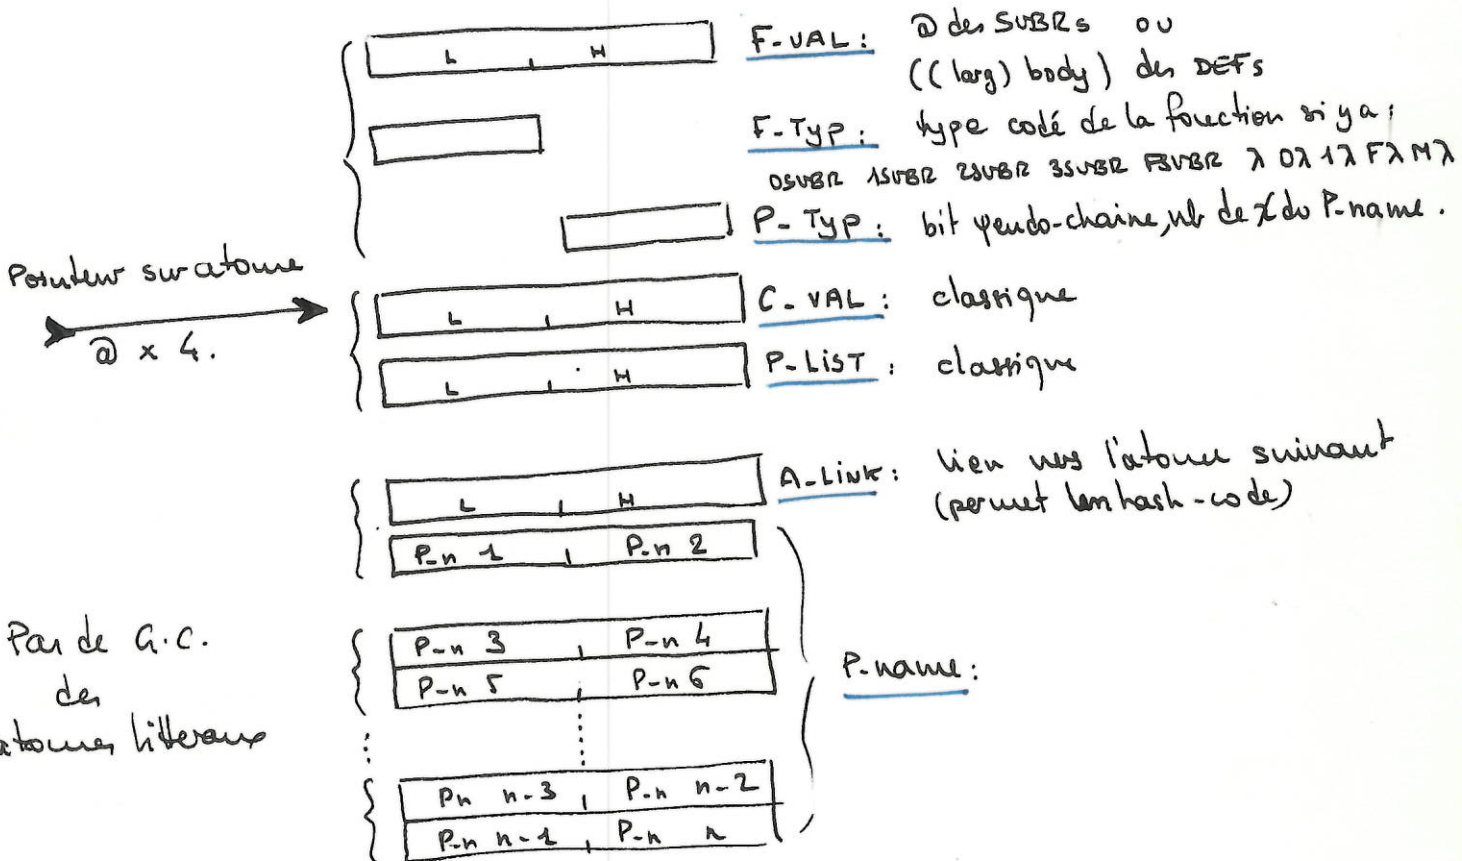 L H F-VAL: @ des SUBRs ou
((larg) body) des DEFs
F-Typ: type codé de la fonction si ya:
0SUBR 1SUBR 2SUBR 3SUBR FSUBR λ 0λ 1λ Fλ Mλ
P-Typ: bit pseudo-chaine, nb de du P-name.
Pointeur sur atome
@ x 4.
L H C-VAL: classique
L H P-LIST: classique
L H A-LINK: lien vers l'atome suivant
(permet un hash-code)
P-n 1 P-n 2
Pas de G.C.
des
atomes litteraux
P-n 3 P-n 4
P-n 5 P-n 6
P-name:
Pn n-3 P-n n-2
P-n n-1 P-n n